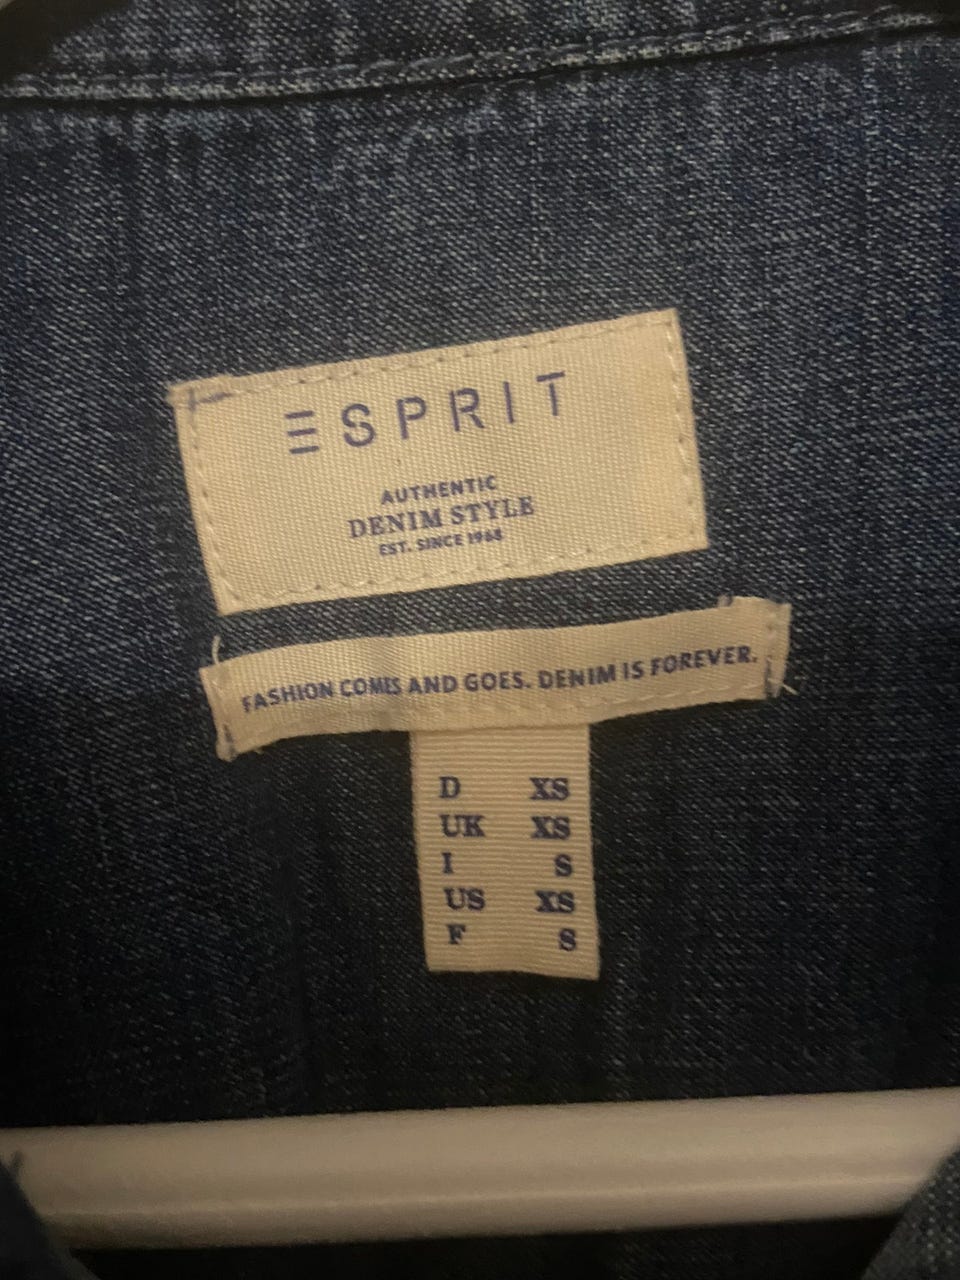 ESPRIT
AUTHENTIC
DENIM STYLE
EST. SINCE 1968
FASHION COMES AND GOES. DENIM IS FOREVER.
D XS
UK XS
I S
US XS
F S